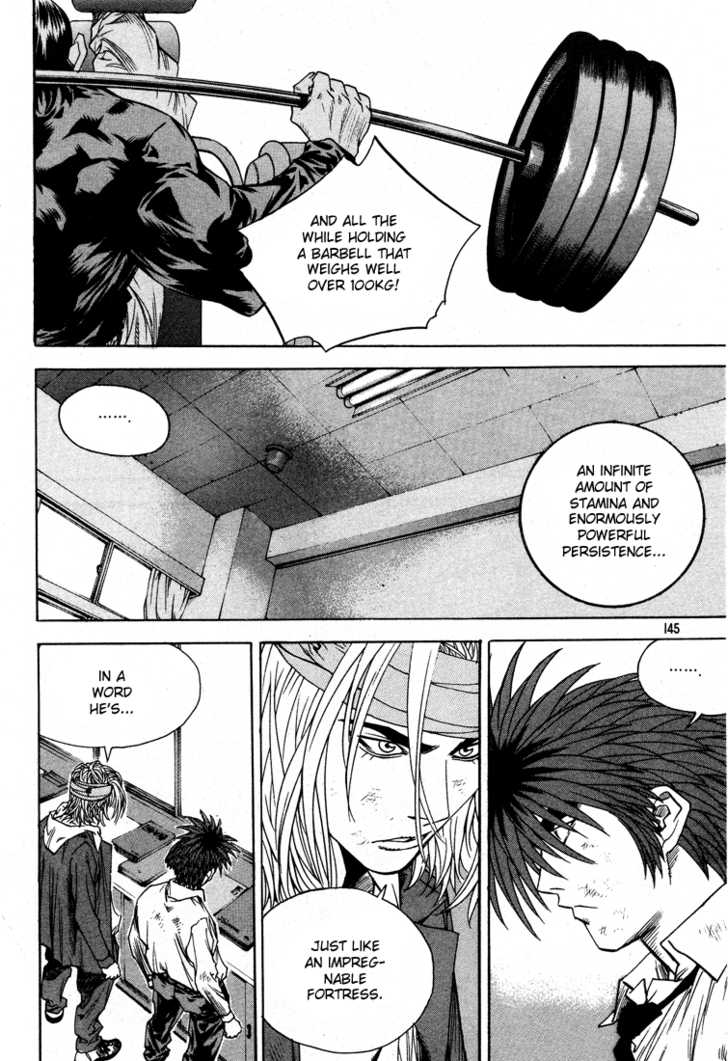 AND ALL THE
WHILE HOLDING
A BARBELL THAT
WEIGHS WELL
OVER 100KG!
.......
AN INFINITE
AMOUNT OF
STAMINA AND
ENORMOUSLY
POWERFUL
PERSISTENCE...
145
IN A
WORD
HE'S...
JUST LIKE
AN IMPREG-
NABLE
FORTRESS.
.......